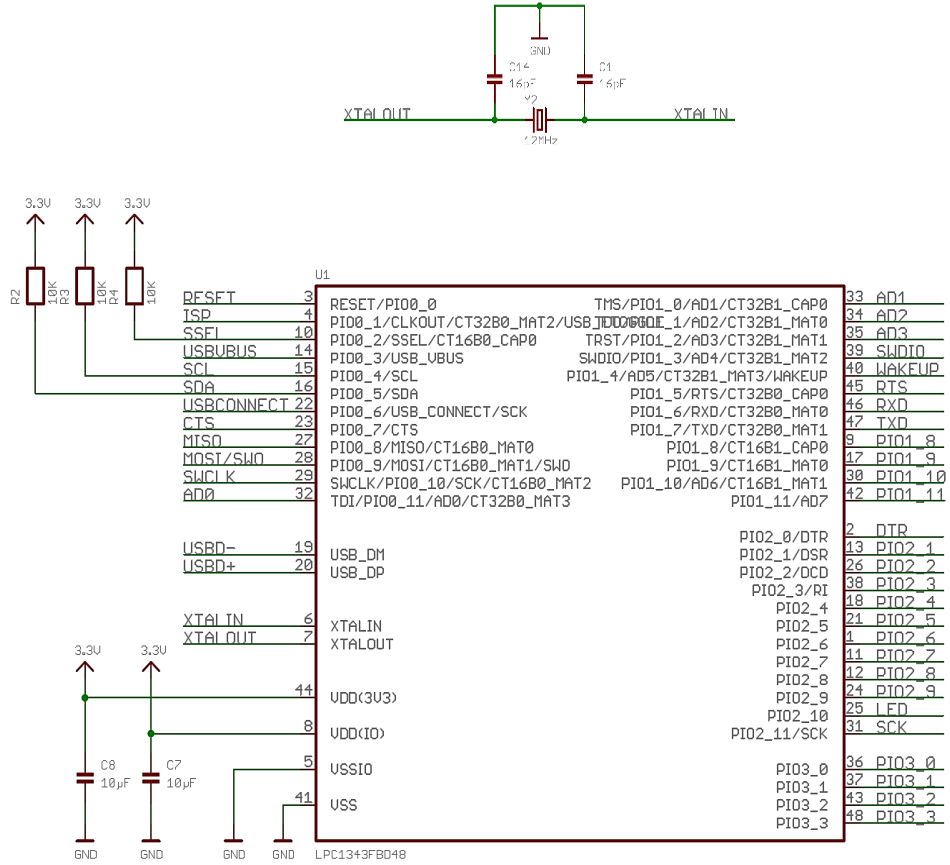 GND
C14
C1
16pF
16pF
XTALOUT
Y2
XTALIN
12MHz
3.3V
3.3V
3.3V
R2
10K
R3
10K
R4
10K
U1
RESET 3 RESET/PIO0_0 TMS/PIO1_0/AD1/CT32B1_CAP0 33 AD1
ISP 4 PIO0_1/CLKOUT/CT32B0_MAT2/USB_ /PIO1_1/AD2/CT32B1_MAT0 34 AD2
SSEL 10 PIO0_2/SSEL/CT16B0_CAP0 TRST/PIO1_2/AD3/CT32B1_MAT1 35 AD3
USBVBUS 14 PIO0_3/USB_VBUS SWDIO/PIO1_3/AD4/CT32B1_MAT2 39 SWDIO
SCL 15 PIO0_4/SCL PIO1_4/AD5/CT32B1_MAT3/WAKEUP 40 WAKEUP
SDA 16 PIO0_5/SDA PIO1_5/RTS/CT32B0_CAP0 45 RTS
USBCONNECT 22 PIO0_6/USB_CONNECT/SCK PIO1_6/RXD/CT32B0_MAT0 46 RXD
CTS 23 PIO0_7/CTS PIO1_7/TXD/CT32B0_MAT1 47 TXD
MISO 27 PIO0_8/MISO/CT16B0_MAT0 PIO1_8/CT16B1_CAP0 9 PIO1_8
MOSI/SWO 28 PIO0_9/MOSI/CT16B0_MAT1/SWO PIO1_9/CT16B1_MAT0 17 PIO1_9
SWCLK 29 SWCLK/PIO0_10/SCK/CT16B0_MAT2 PIO1_10/AD6/CT16B1_MAT1 30 PIO1_10
AD0 32 TDI/PIO0_11/AD0/CT32B0_MAT3 PIO1_11/AD7 42 PIO1_11
PIO2_0/DTR 2 DTR
USBD- 19 USB_DM PIO2_1/DSR 13 PIO2_1
USBD+ 20 USB_DP PIO2_2/DCD 26 PIO2_2
PIO2_3/RI 38 PIO2_3
PIO2_4 18 PIO2_4
XTALIN 6 XTALIN PIO2_5 21 PIO2_5
XTALOUT 7 XTALOUT PIO2_6 1 PIO2_6
3.3V
3.3V
PIO2_7 11 PIO2_7
PIO2_8 12 PIO2_8
44 VDD(3V3) PIO2_9 24 PIO2_9
PIO2_10 25 LED
8 VDD(IO) PIO2_11/SCK 31 SCK
C8
10µF
C7
10µF
5 VSSIO PIO3_0 36 PIO3_0
PIO3_1 37 PIO3_1
41 VSS PIO3_2 43 PIO3_2
PIO3_3 48 PIO3_3
GND
GND
GND
GND
LPC1343FBD48